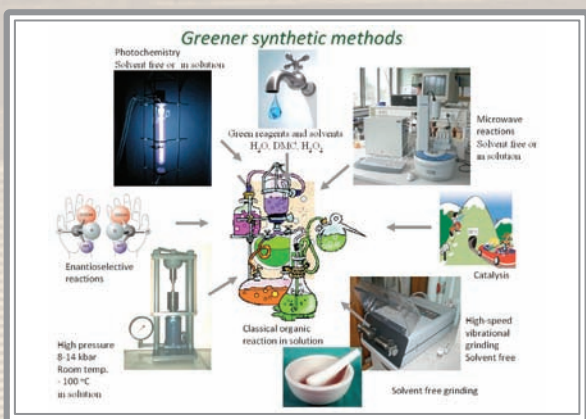 Greener synthetic methods
Photochemistry
Solvent free or in solution
Green reagents and solvents
H₂O, DMC, H₂O₂
Microwave
reactions
Solvent free or
in solution
Enantioselective
reactions
Catalysis
High pressure
8-14 kbar
Room temp.
- 100 °C
in solution
Classical organic
reaction in solution
High-speed
vibrational
grinding
Solvent free
Solvent free grinding